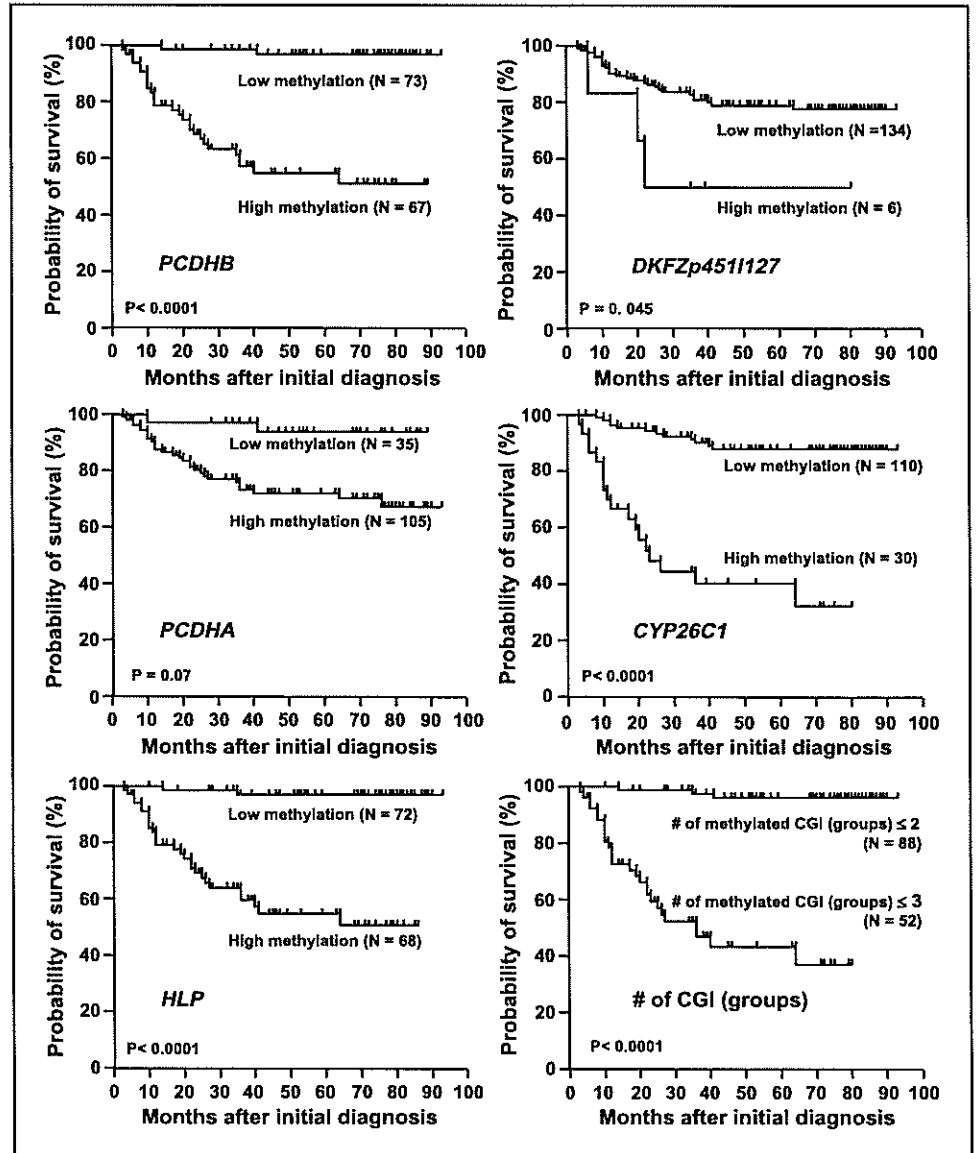 Probability of survival (%)
100
80
60
40
20
0
Low methylation (N = 73)
High methylation (N = 67)
PCDHB
P< 0.0001
0 10 20 30 40 50 60 70 80 90 100
Months after initial diagnosis
Probability of survival (%)
100
80
60
40
20
0
Low methylation (N =134)
High methylation (N = 6)
DKFZp451I127
P = 0. 045
0 10 20 30 40 50 60 70 80 90 100
Months after initial diagnosis
Probability of survival (%)
100
80
60
40
20
0
Low methylation (N = 35)
High methylation (N = 105)
PCDHA
P = 0.07
0 10 20 30 40 50 60 70 80 90 100
Months after initial diagnosis
Probability of survival (%)
100
80
60
40
20
0
Low methylation (N = 110)
High methylation (N = 30)
CYP26C1
P< 0.0001
0 10 20 30 40 50 60 70 80 90 100
Months after initial diagnosis
Probability of survival (%)
100
80
60
40
20
0
Low methylation (N = 72)
High methylation (N = 68)
HLP
P< 0.0001
0 10 20 30 40 50 60 70 80 90 100
Months after initial diagnosis
Probability of survival (%)
100
80
60
40
20
0
# of methylated CGI (groups) ≤ 2
(N = 88)
# of methylated CGI (groups) ≤ 3
(N = 52)
# of CGI (groups)
P< 0.0001
0 10 20 30 40 50 60 70 80 90 100
Months after initial diagnosis